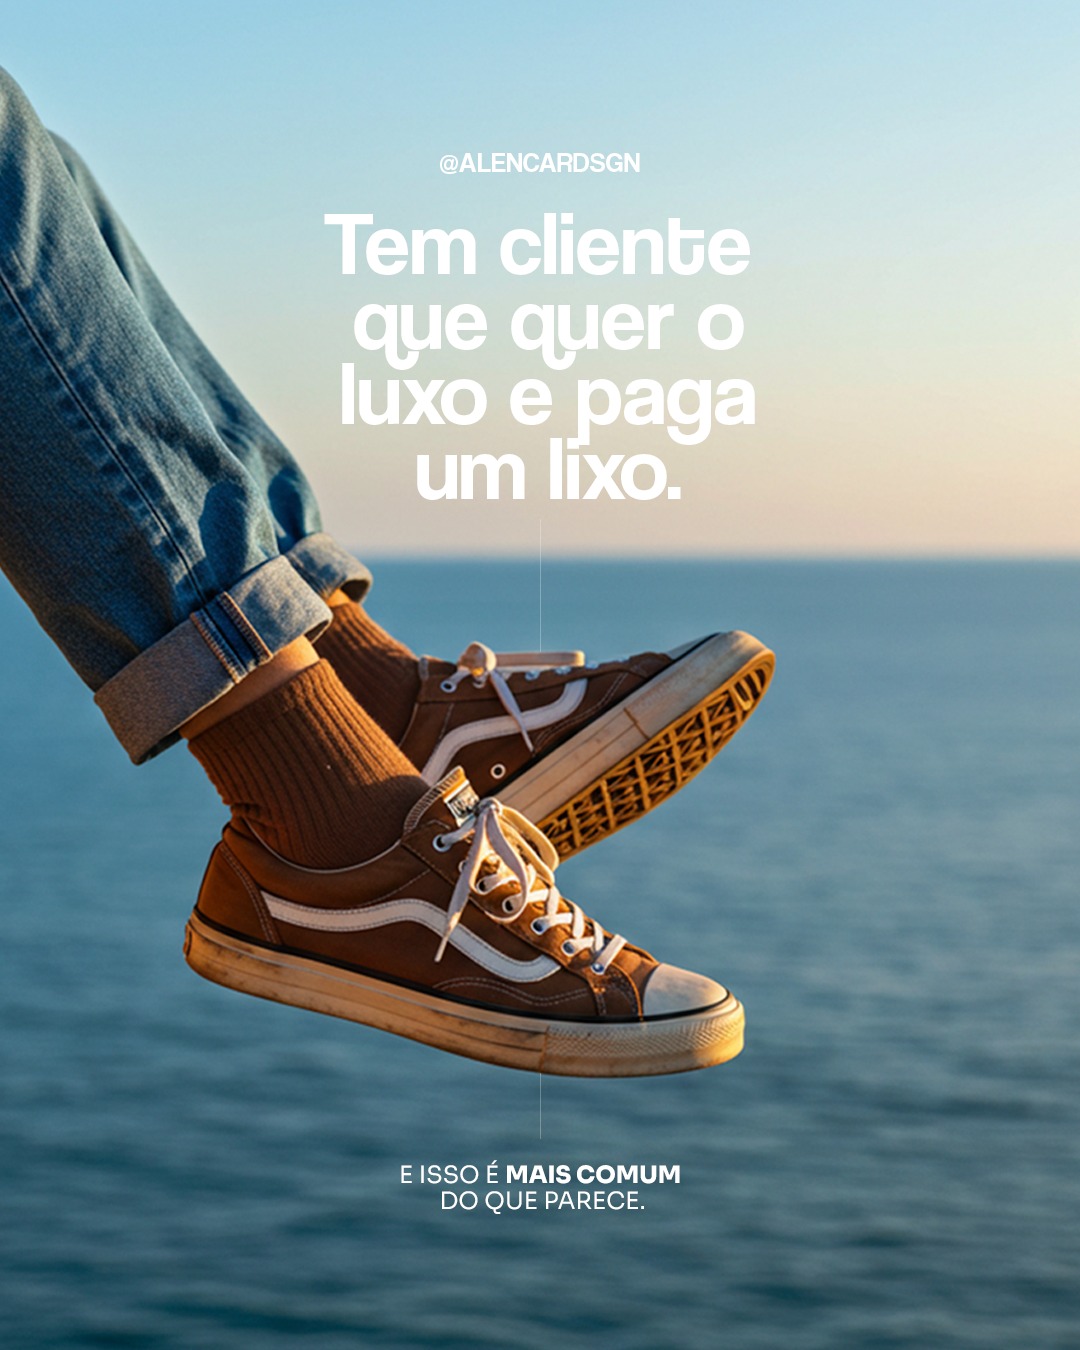 @ALENCARDSGN
Tem cliente
que quer o
luxo e paga
um lixo.
E ISSO É MAIS COMUM
DO QUE PARECE.